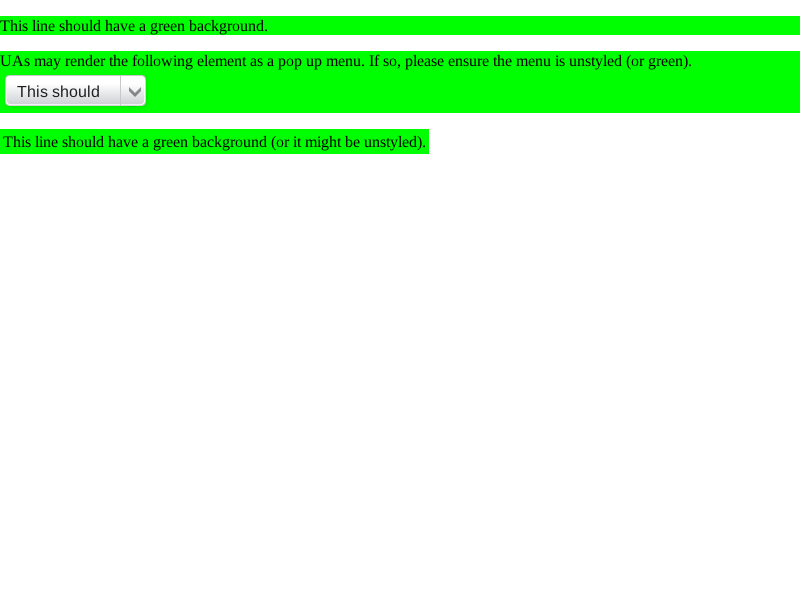 This line should have a green background.
UAs may render the following element as a pop up menu. If so, please ensure the menu is unstyled (or green).
This should
This line should have a green background (or it might be unstyled).